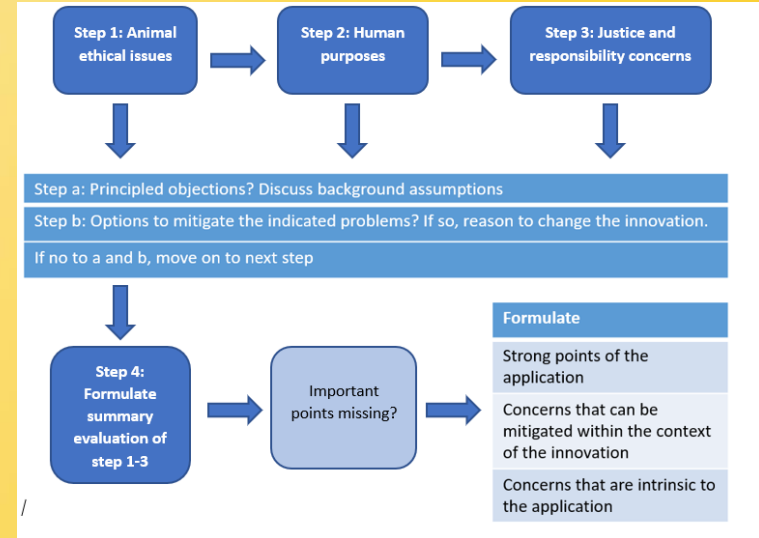 Step 1: Animal
ethical issues
Step 2: Human
purposes
Step 3: Justice and
responsibility concerns
Step a: Principled objections? Discuss background assumptions
Step b: Options to mitigate the indicated problems? If so, reason to change the innovation.
If no to a and b, move on to next step
Step 4:
Formulate
summary
evaluation of
step 1-3
Important
points missing?
Formulate
Strong points of the
application
Concerns that can be
mitigated within the context
of the innovation
Concerns that are intrinsic to
the application
/